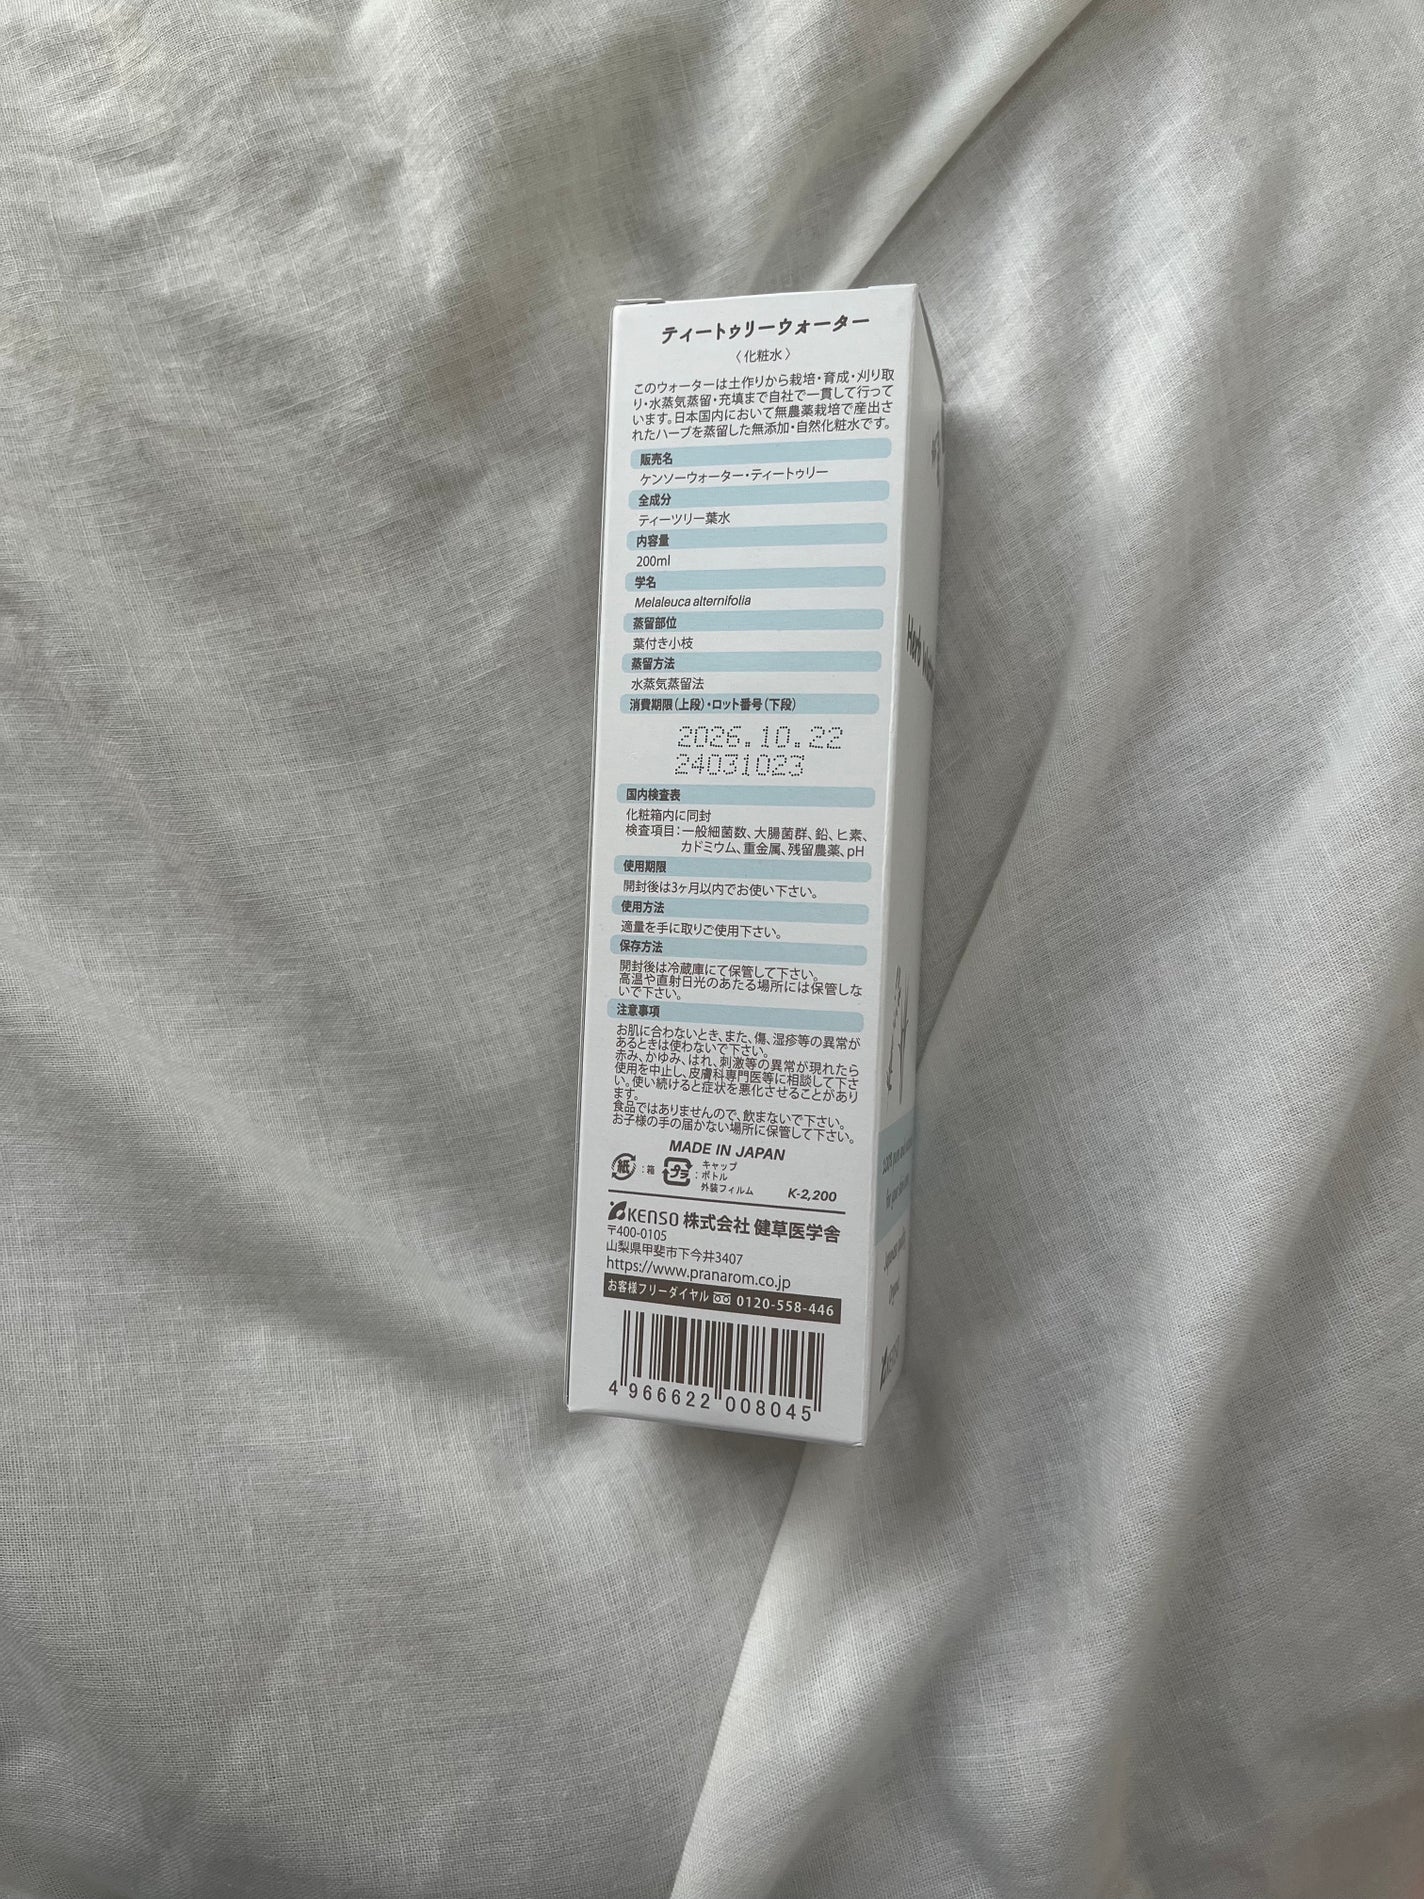 ティートゥリーウォーター
〈化粧水〉
このウォーターは土作りから栽培・育成・刈り取
り・水蒸気蒸留・充填まで自社で一貫して行って
います。日本国内において無農薬栽培で産出さ
れたハーブを蒸留した無添加・自然化粧水です。
販売名
ケンソーウォーター・ティートゥリー
全成分
ティーツリー葉水
内容量
200ml
学名
Melaleuca alternifolia
蒸留部位
葉付き小枝
蒸留方法
水蒸気蒸留法
消費期限（上段）・ロット番号（下段）
2026.10.22
24031023
国内検査表
化粧箱内に同封
検査項目：一般細菌数、大腸菌群、鉛、ヒ素、
カドミウム、重金属、残留農薬、pH
使用期限
開封後は3ヶ月以内でお使い下さい。
使用方法
適量を手に取りご使用下さい。
保存方法
開封後は冷蔵庫にて保管して下さい。
高温や直射日光のあたる場所には保管しな
いで下さい。
注意事項
お肌に合わないとき、また、傷、湿疹等の異常が
あるときは使わないで下さい。
赤み、かゆみ、はれ、刺激等の異常が現れたら
使用を中止し、皮膚科専門医等に相談して下さ
い。使い続けると症状を悪化させることがあり
ます。
食品ではありませんので、飲まないで下さい。
お子様の手の届かない場所に保管して下さい。
MADE IN JAPAN
紙：箱
プラ：キャップ
ボトル
外装フィルム
K-2,200
KENSO 株式会社 健草医学舎
〒400-0105
山梨県甲斐市下今井3407
https://www.pranarom.co.jp
お客様フリーダイヤル 0120-558-446
4 966622 008045
Herb
KENSO